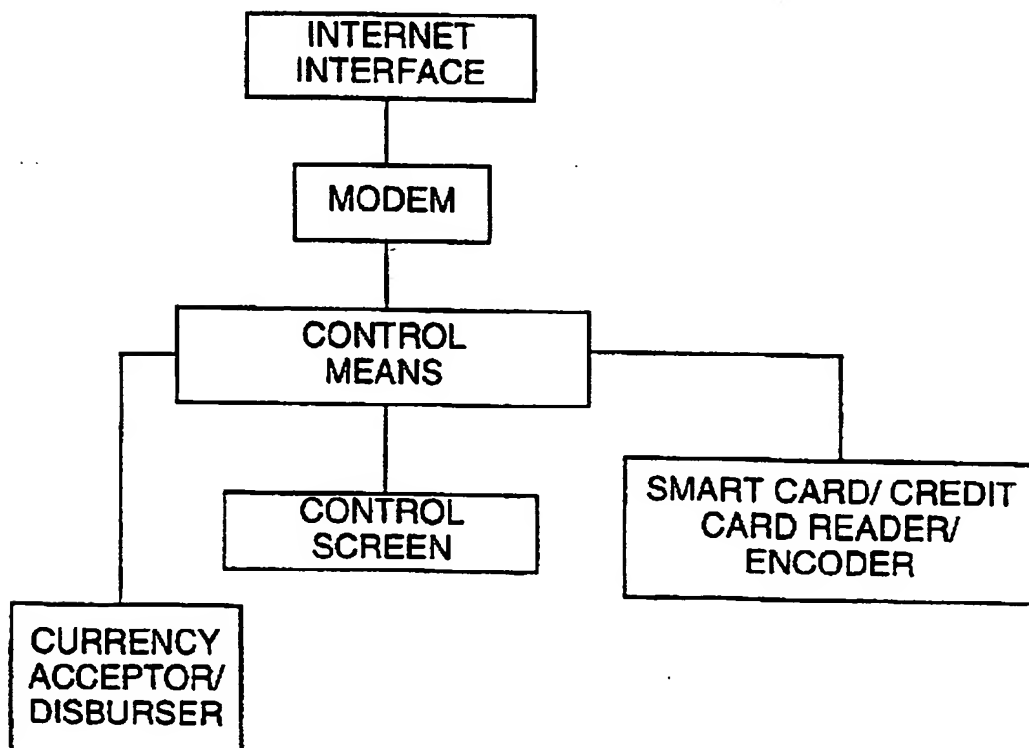 INTERNET
INTERFACE
MODEM
CONTROL
MEANS
CONTROL
SCREEN
SMART CARD/ CREDIT
CARD READER/
ENCODER
CURRENCY
ACCEPTOR/
DISBURSER